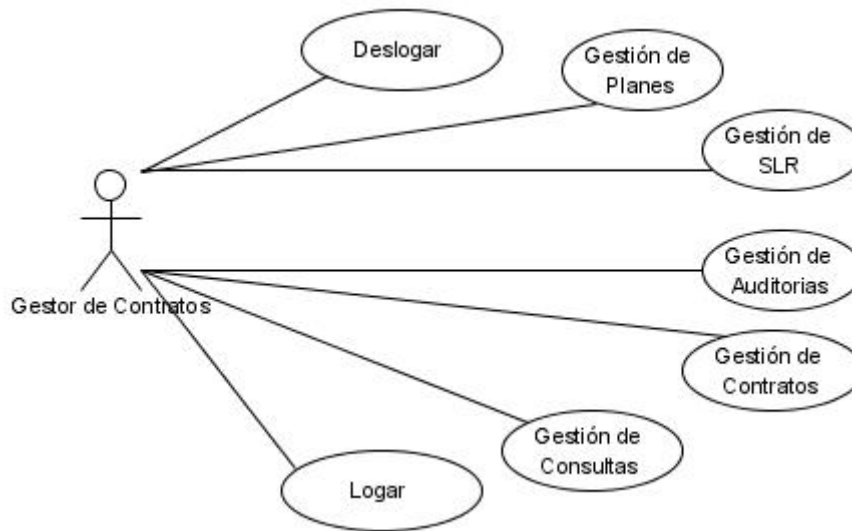 Deslogar
Gestión de
Planes
Gestión de
SLR
Gestión de
Auditorias
Gestor de Contratos
Gestión de
Contratos
Gestión de
Consultas
Logar